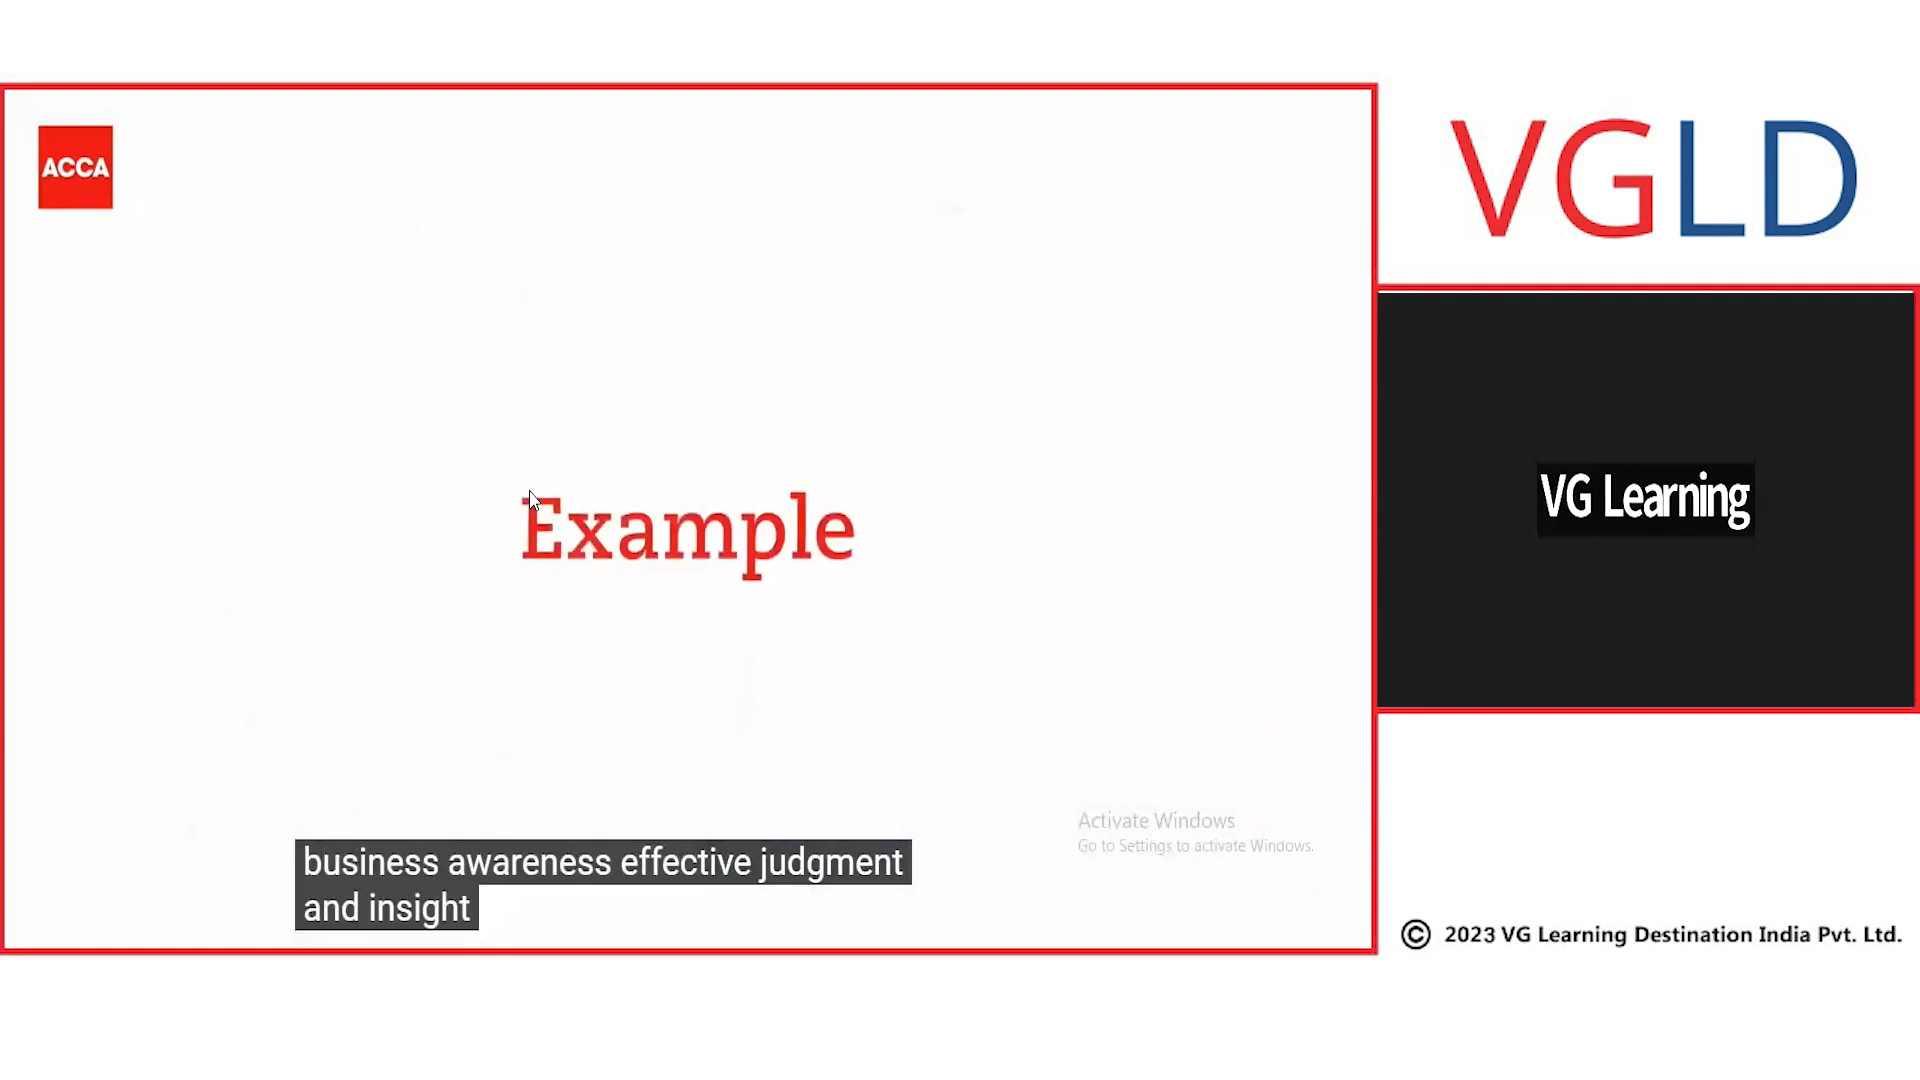 ACCA
VGLD
VG Learning
Example
Activate Windows
Go to Settings to activate Windows.
business awareness effective judgment
and insight
© 2023 VG Learning Destination India Pvt. Ltd.